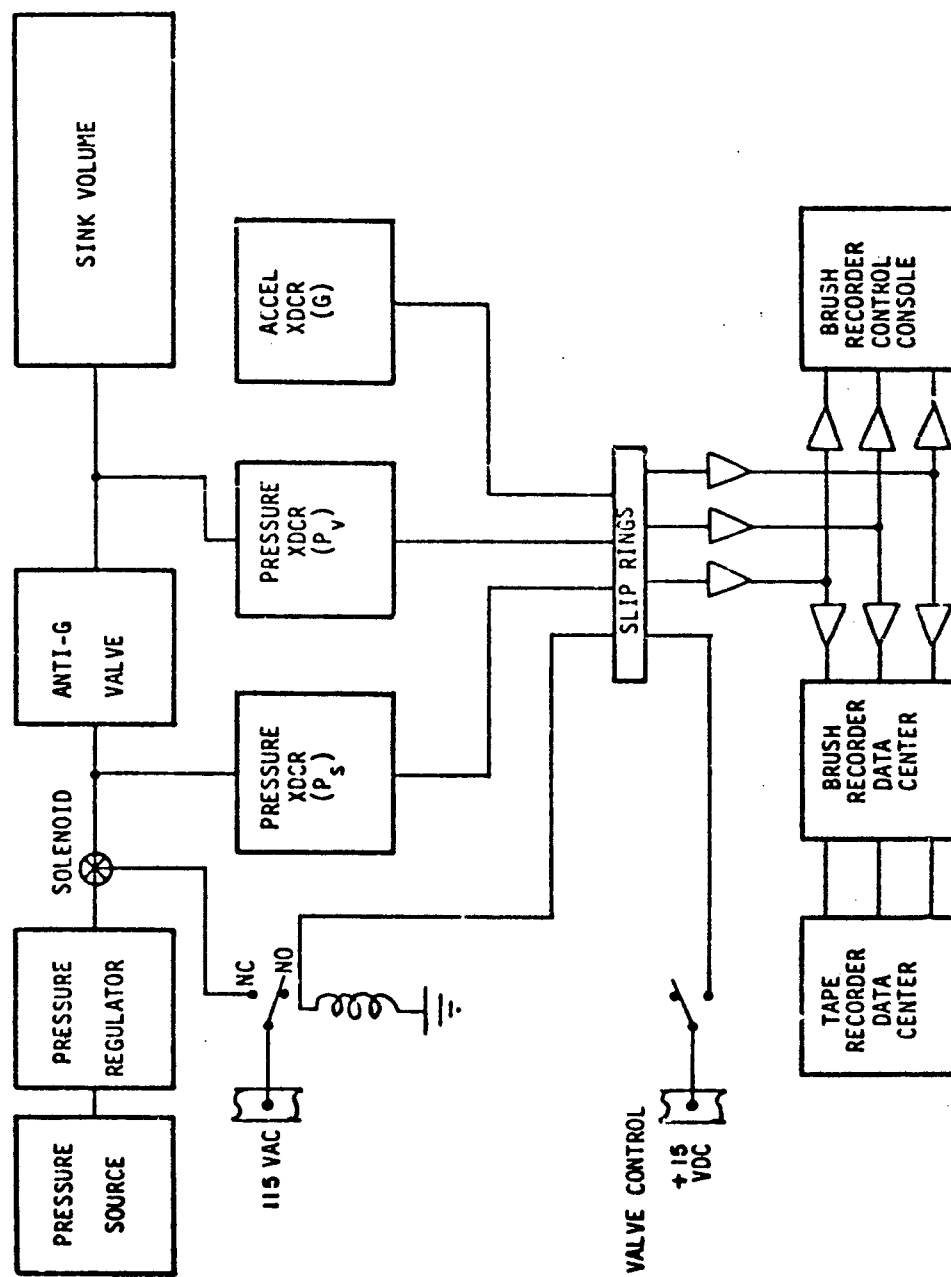 PRESSURE
SOURCE
PRESSURE
REGULATOR
SOLENOID
ANTI-G
VALVE
SINK VOLUME
115 VAC
NC
NO
PRESSURE
XDCR
(Ps)
PRESSURE
XDCR
(Pv)
ACCEL
XDCR
(G)
SLIP RINGS
VALVE CONTROL
+15
VDC
TAPE
RECORDER
DATA
CENTER
BRUSH
RECORDER
DATA
CENTER
BRUSH
RECORDER
CONTROL
CONSOLE